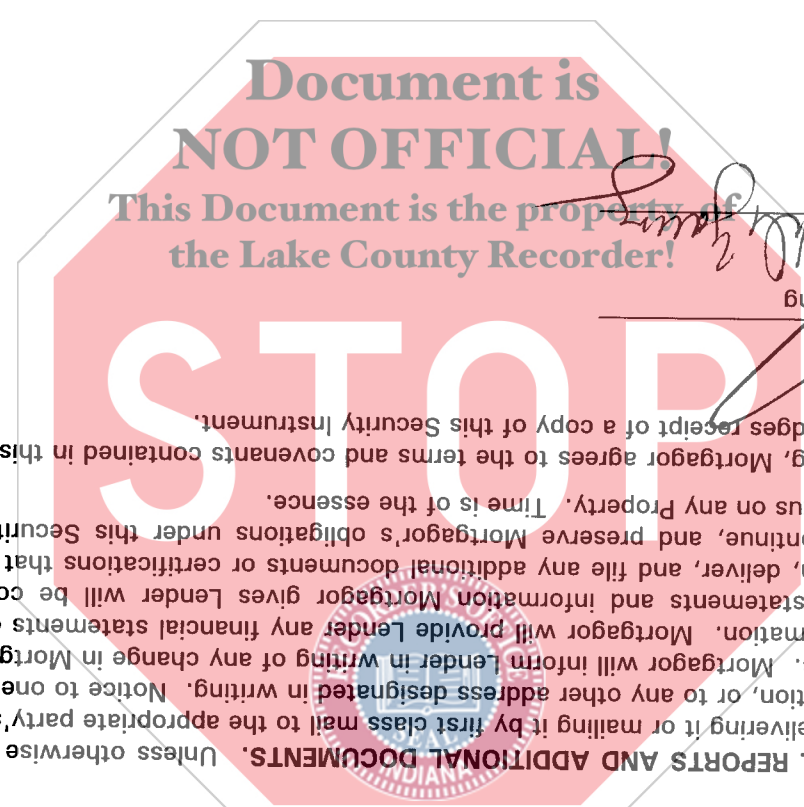 Document is
NOT OFFICIAL!
This Document is the property of
the Lake County Recorder!
STOP
SEAL
INDIANA
. REPORTS AND ADDITIONAL DOCUMENTS. Unless otherwise
elivering it or mailing it by first class mail to the appropriate party's
tion, or to any other address designated in writing. Notice to one
. Mortgagor will inform Lender in writing of any change in Mortg
mation. Mortgagor will provide Lender any financial statements
statements and information Mortgagor gives Lender will be co
n, deliver, and file any additional documents or certifications that
ontinue, and preserve Mortgagor's obligations under this Securit
us on any Property. Time is of the essence.
g, Mortgagor agrees to the terms and covenants contained in this
dges receipt of a copy of this Security Instrument.
ng